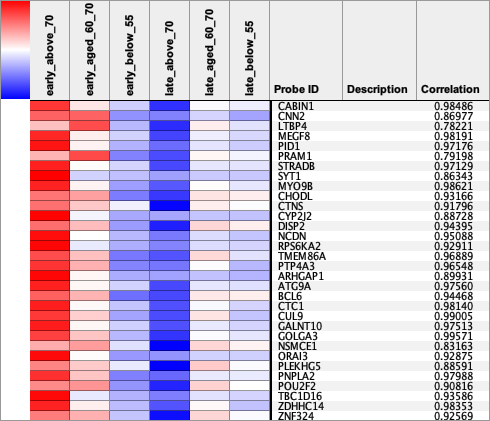 early_above_70
early_aged_60_70
early_below_55
late_above_70
late_aged_60_70
late_below_55
Probe ID Description Correlation
CABIN1 0.98486
CNN2 0.86977
LTBP4 0.78221
MEGF8 0.98191
PID1 0.97176
PRAM1 0.79198
STRADB 0.97129
SYT1 0.86343
MYO9B 0.98621
CHODL 0.93166
CTNS 0.91796
CYP2J2 0.88728
DISP2 0.94395
NCDN 0.95088
RPS6KA2 0.92911
TMEM86A 0.96889
PTP4A3 0.96548
ARHGAP1 0.89931
ATG9A 0.97560
BCL6 0.94468
CTC1 0.98140
CUL9 0.99005
GALNT10 0.97513
GOLGA3 0.99571
NSMCE1 0.83163
ORAI3 0.92875
PLEKHG5 0.88591
PNPLA2 0.97988
POU2F2 0.90816
TBC1D16 0.93586
ZDHHC14 0.98353
ZNF324 0.92569